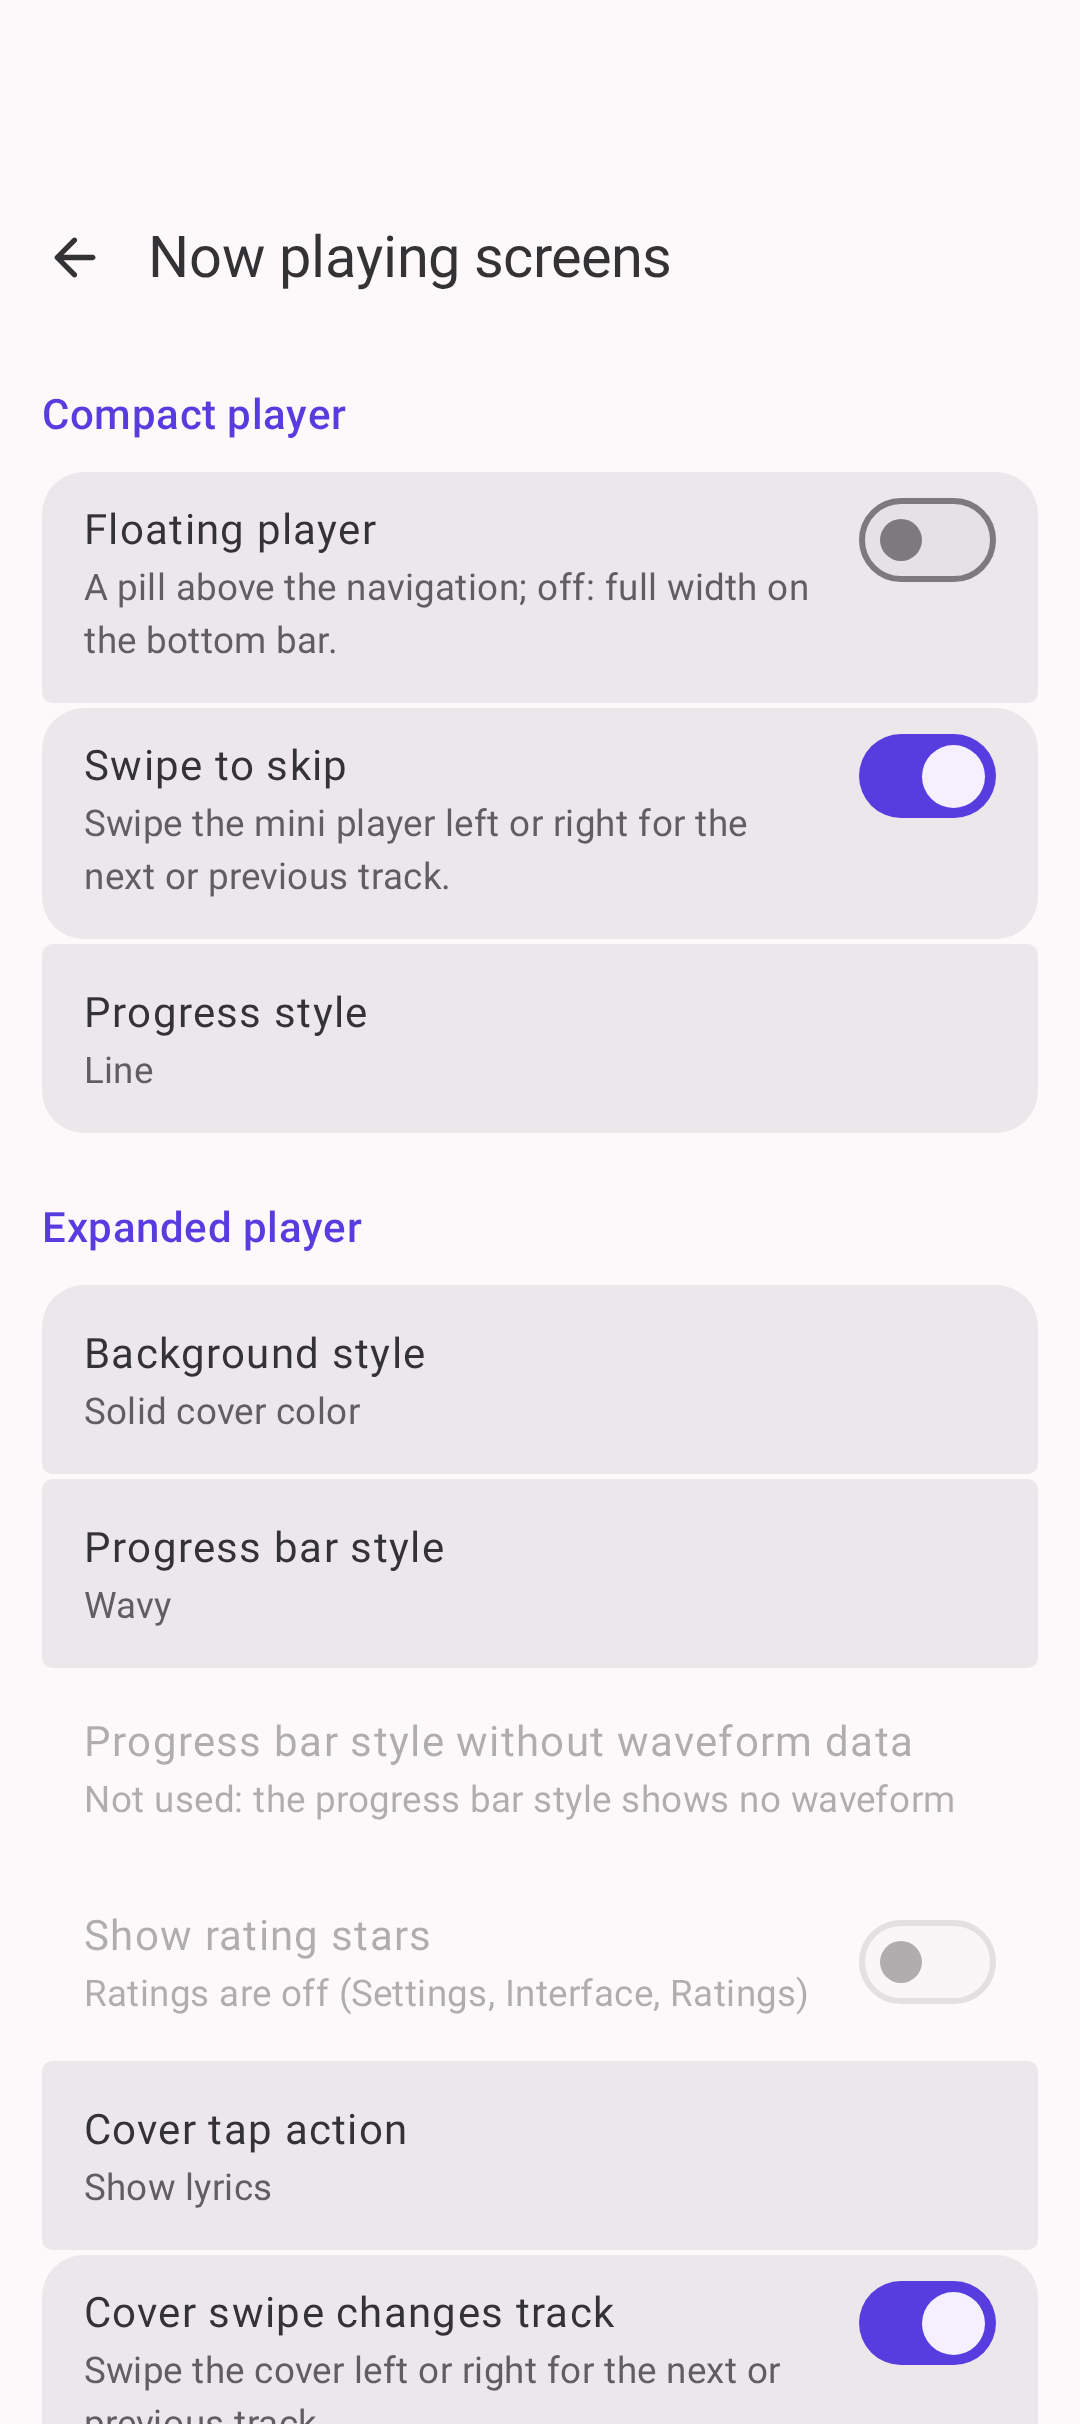 Now playing screens
Compact player
Floating player
A pill above the navigation; off: full width on
the bottom bar.
Swipe to skip
Swipe the mini player left or right for the
next or previous track.
Progress style
Line
Expanded player
Background style
Solid cover color
Progress bar style
Wavy
Progress bar style without waveform data
Not used: the progress bar style shows no waveform
Show rating stars
Ratings are off (Settings, Interface, Ratings)
Cover tap action
Show lyrics
Cover swipe changes track
Swipe the cover left or right for the next or
previous track